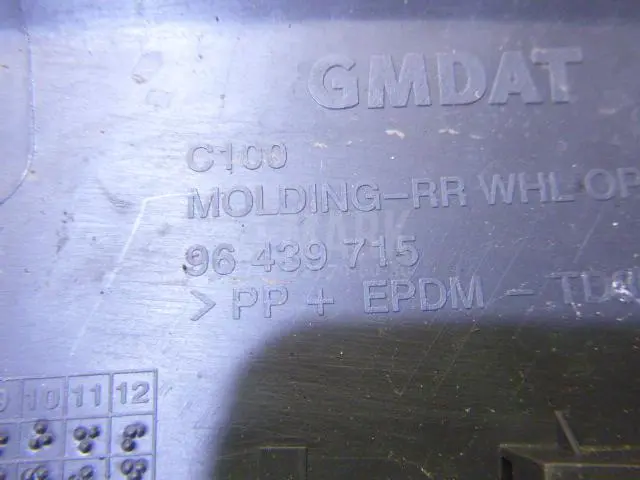 GMDAT
C100
MOLDING-RR WHL OP
96 439 715
>PP + EPDM - TD
10 11 12